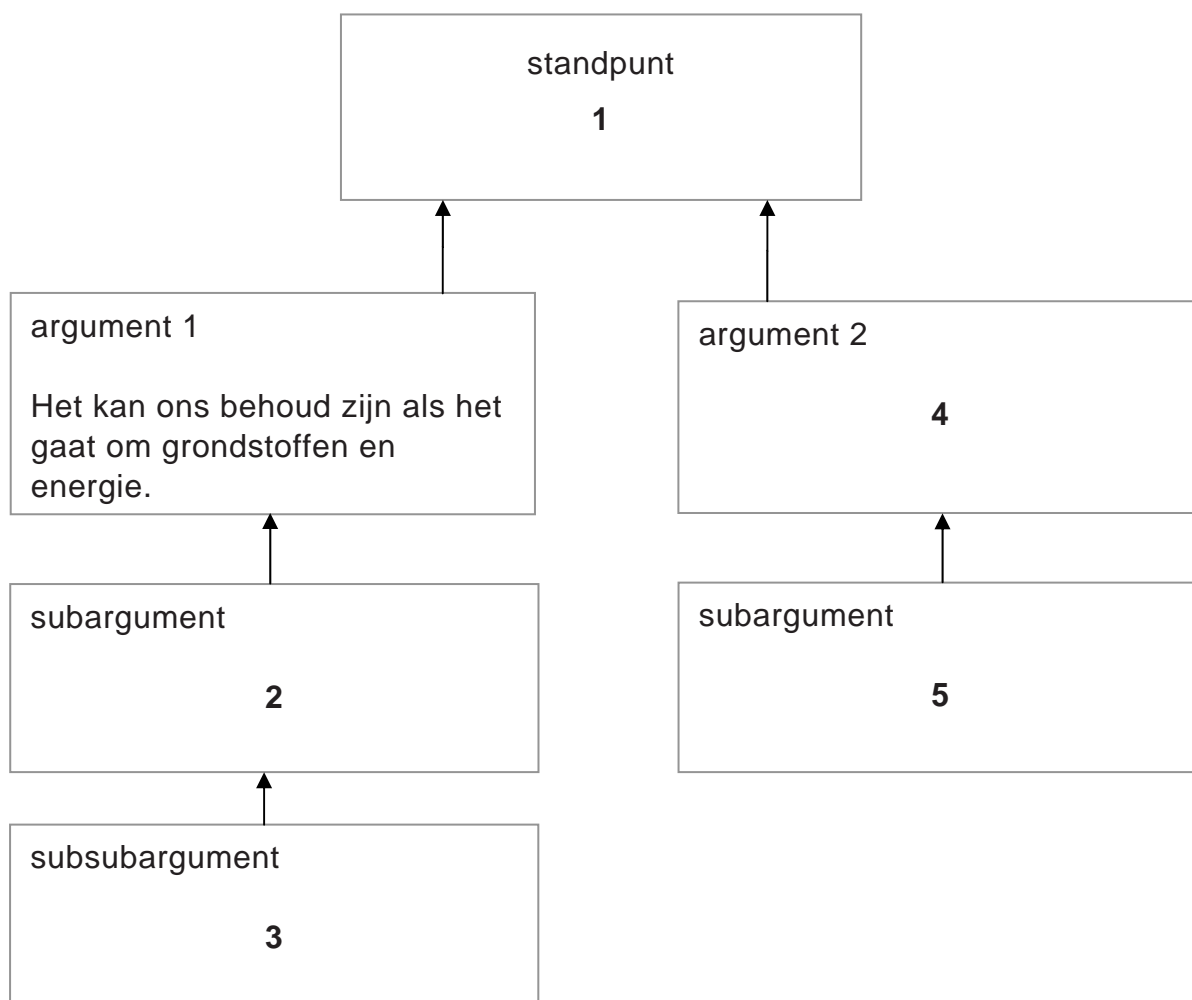 standpunt
1
argument 1
Het kan ons behoud zijn als het
gaat om grondstoffen en
energie.
argument 2
4
subargument
2
subargument
5
subsubargument
3